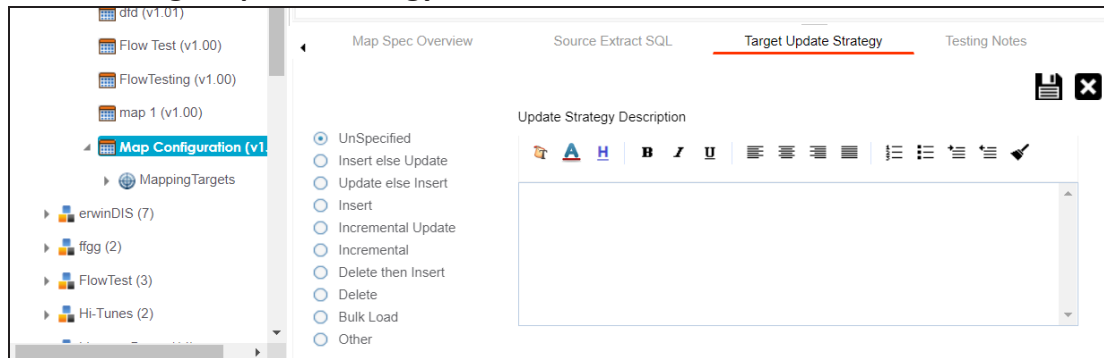 dfd (v1.01)
Flow Test (v1.00)
FlowTesting (v1.00)
map 1 (v1.00)
Map Configuration (v1.
MappingTargets
erwinDIS (7)
ffgg (2)
FlowTest (3)
Hi-Tunes (2)
Map Spec Overview
Source Extract SQL
Target Update Strategy
Testing Notes
Update Strategy Description
UnSpecified
Insert else Update
Update else Insert
Insert
Incremental Update
Incremental
Delete then Insert
Delete
Bulk Load
Other
A H B I U